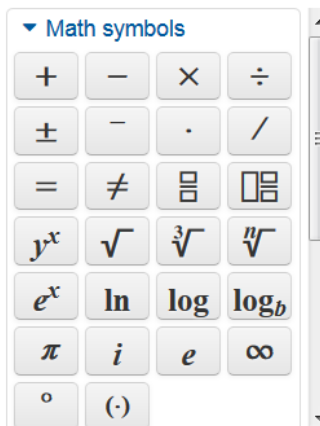 Math symbols
+ − × ÷
± − · /
= ≠ □/□ □□/□
yˣ √ ∛ ⁿ√
eˣ ln log log_b
π i e ∞
° (·)